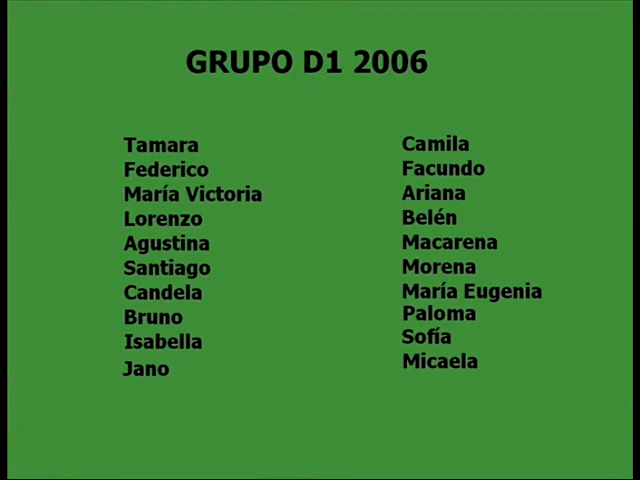 GRUPO D1 2006
Tamara
Federico
María Victoria
Lorenzo
Agustina
Santiago
Candela
Bruno
Isabella
Jano
Camila
Facundo
Ariana
Belén
Macarena
Morena
María Eugenia
Paloma
Sofía
Micaela